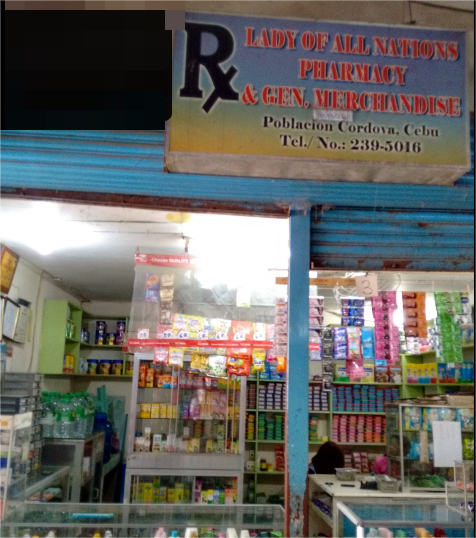 Rx
LADY OF ALL NATIONS
PHARMACY
& GEN. MERCHANDISE
Poblacion Cordova, Cebu
Tel./ No.: 239-5016